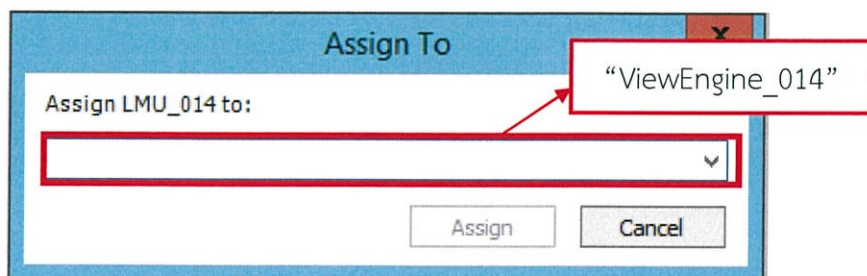 Assign To
X
“ViewEngine_014”
Assign LMU_014 to:
Assign
Cancel